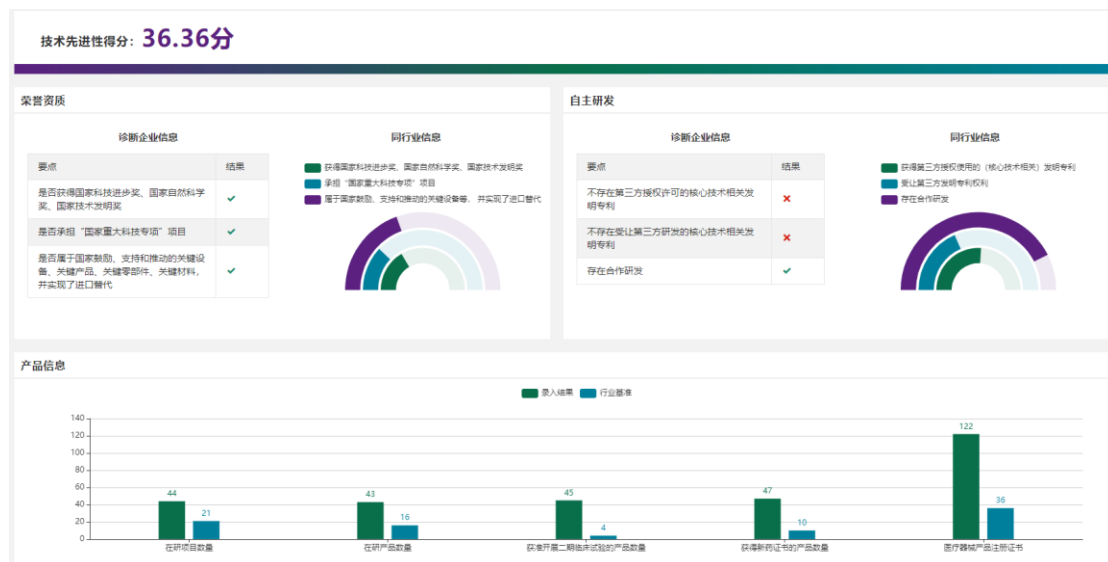 技术先进性得分：36.36分
荣誉资质
诊断企业信息
要点 结果
是否获得国家科技进步奖、国家自然科学
奖、国家技术发明奖
是否承担“国家重大科技专项”项目
是否属于国家鼓励、支持和推动的关键设
备、关键产品、关键零部件、关键材料，
并实现了进口替代
同行业信息
获得国家科技进步奖、国家自然科学奖、国家技术发明奖
承担“国家重大科技专项”项目
属于国家鼓励、支持和推动的关键设备等， 并实现了进口替代
自主研发
诊断企业信息
要点 结果
不存在第三方授权许可的核心技术相关发
明专利
不存在受让第三方研发的核心技术相关发
明专利
存在合作研发
同行业信息
获得第三方授权使用的（核心技术相关）发明专利
受让第三方发明专利权利
存在合作研发
产品信息
录入结果 行业基准
140
120
100
80
60
40
20
0
44 21
43 16
45 4
47 10
122 36
在研项目数量 在研产品数量 获准开展二期临床试验的产品数量 获得新药证书的产品数量 医疗器械产品注册证书